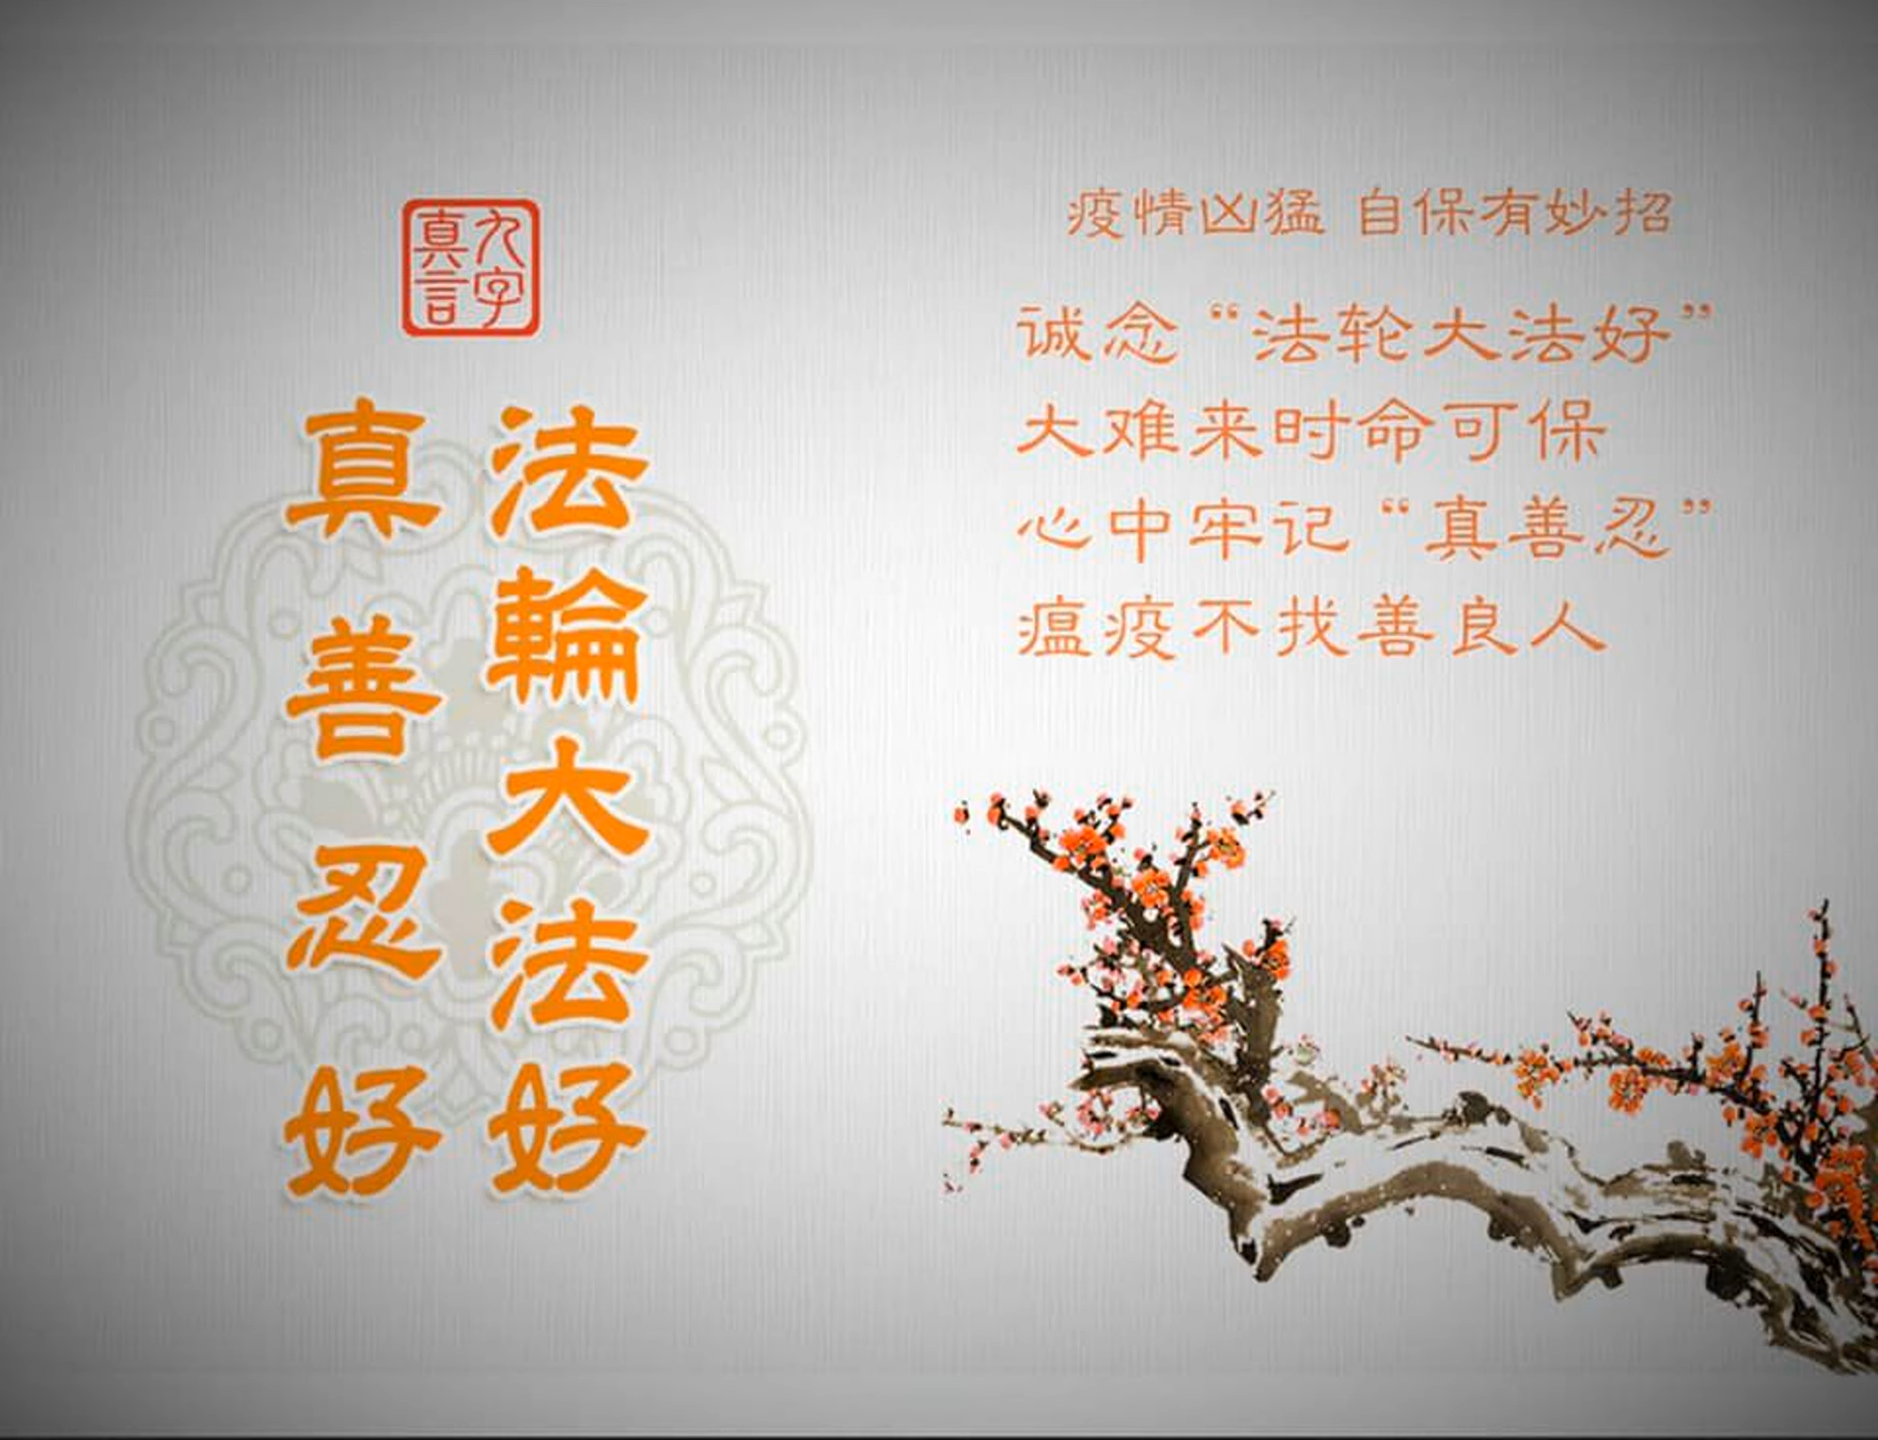 九字
真言
法輪大法好
真善忍好
疫情凶猛 自保有妙招
诚念“法轮大法好”
大难来时命可保
心中牢记“真善忍”
瘟疫不找善良人